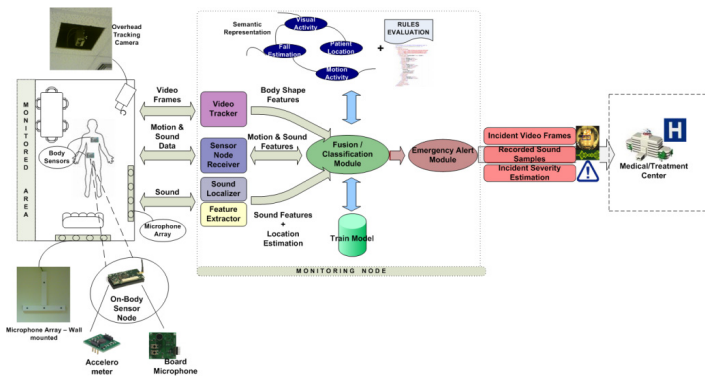 Overhead
Tracking
Camera
MONITORED AREA
Body
Sensors
Microphone
Array
Microphone Array – Wall
mounted
On-Body
Sensor
Node
Accelero
meter
Board
Microphone
Video
Frames
Motion &
Sound
Data
Sound
Video
Tracker
Sensor
Node
Receiver
Sound
Localizer
Feature
Extractor
Body Shape
Features
Motion & Sound
Features
Sound Features
+
Location
Estimation
Semantic
Representation
Visual
Activity
Fall
Estimation
Patient
Location
Motion
Activity
+
RULES
EVALUATION
Fusion /
Classification
Module
Train Model
MONITORING NODE
Emergency Alert
Module
Incident Video Frames
Recorded Sound
Samples
Incident Severity
Estimation
H
Medical/Treatment
Center